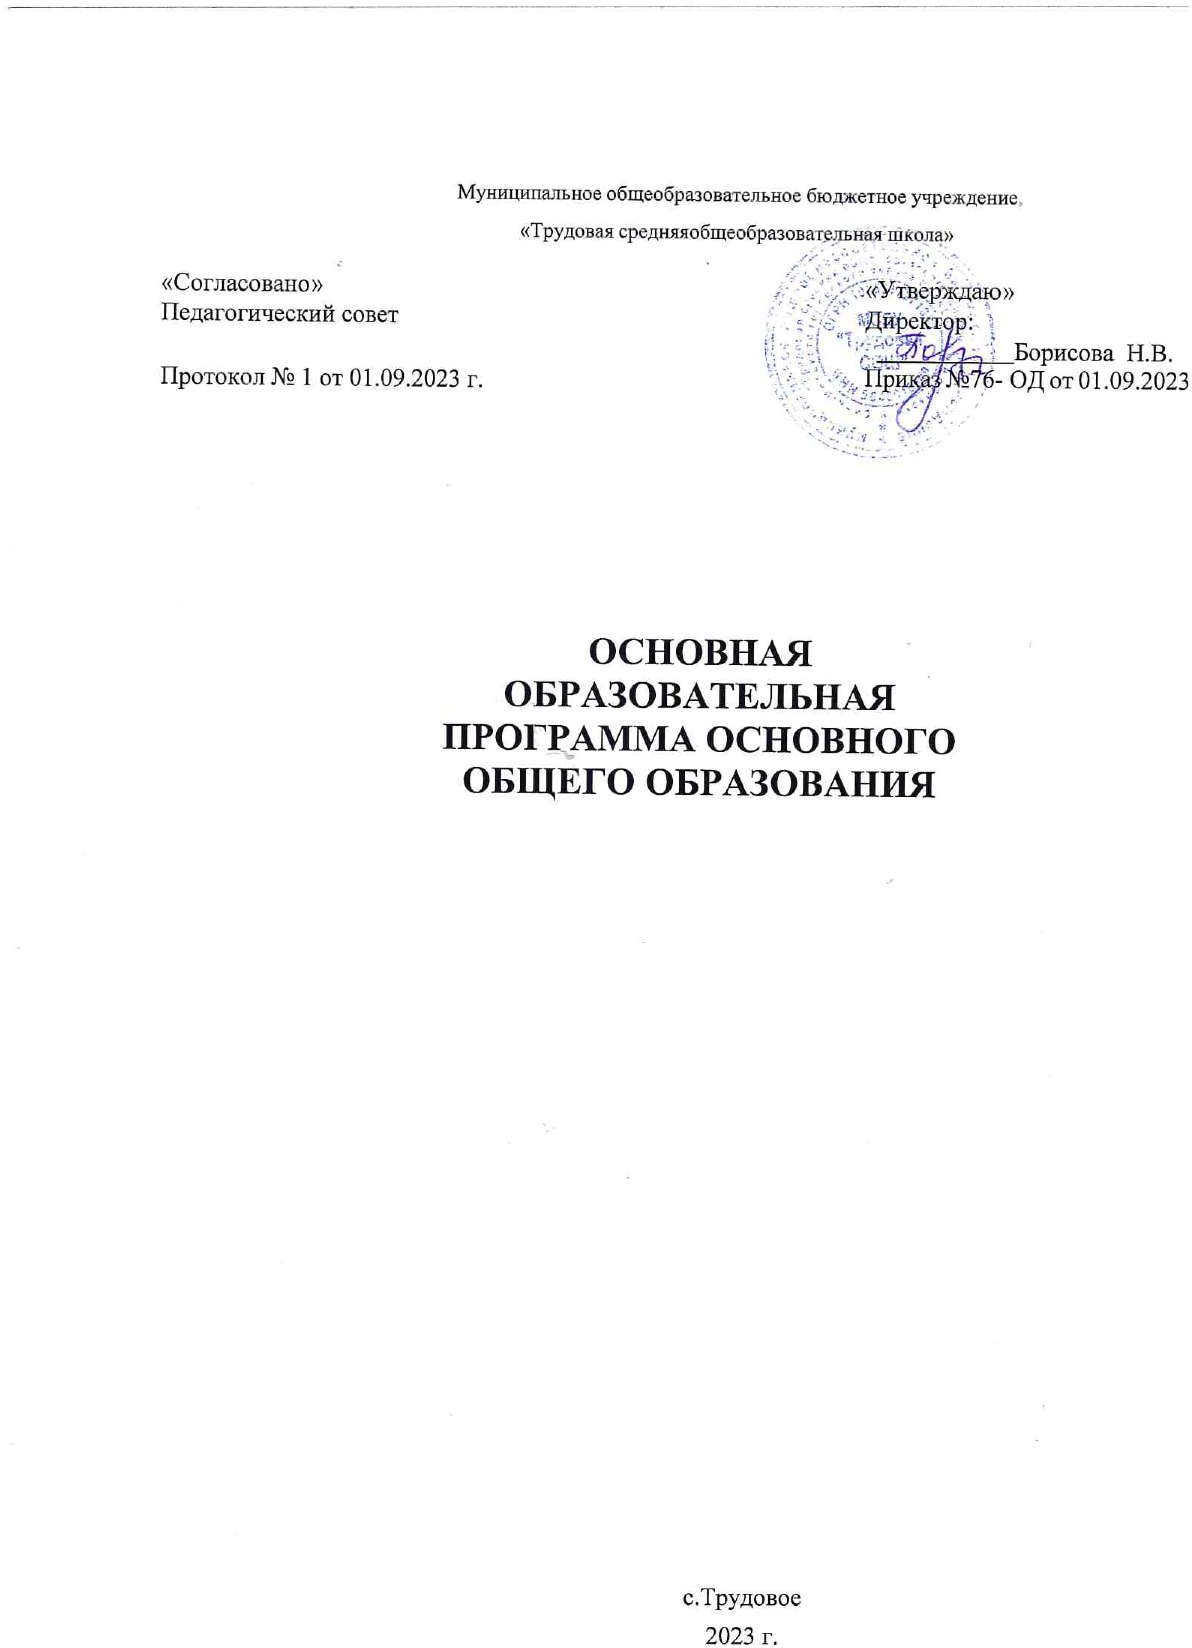 Муниципальное общеобразовательное бюджетное учреждение,
«Трудовая средняяобщеобразовательная школа»
«Согласовано»
Педагогический совет
Протокол № 1 от 01.09.2023 г.
«Утверждаю»
Директор:
Борисова Н.В.
Приказ №76- ОД от 01.09.2023
ОСНОВНАЯ
ОБРАЗОВАТЕЛЬНАЯ
ПРОГРАММА ОСНОВНОГО
ОБЩЕГО ОБРАЗОВАНИЯ
с.Трудовое
2023 г.